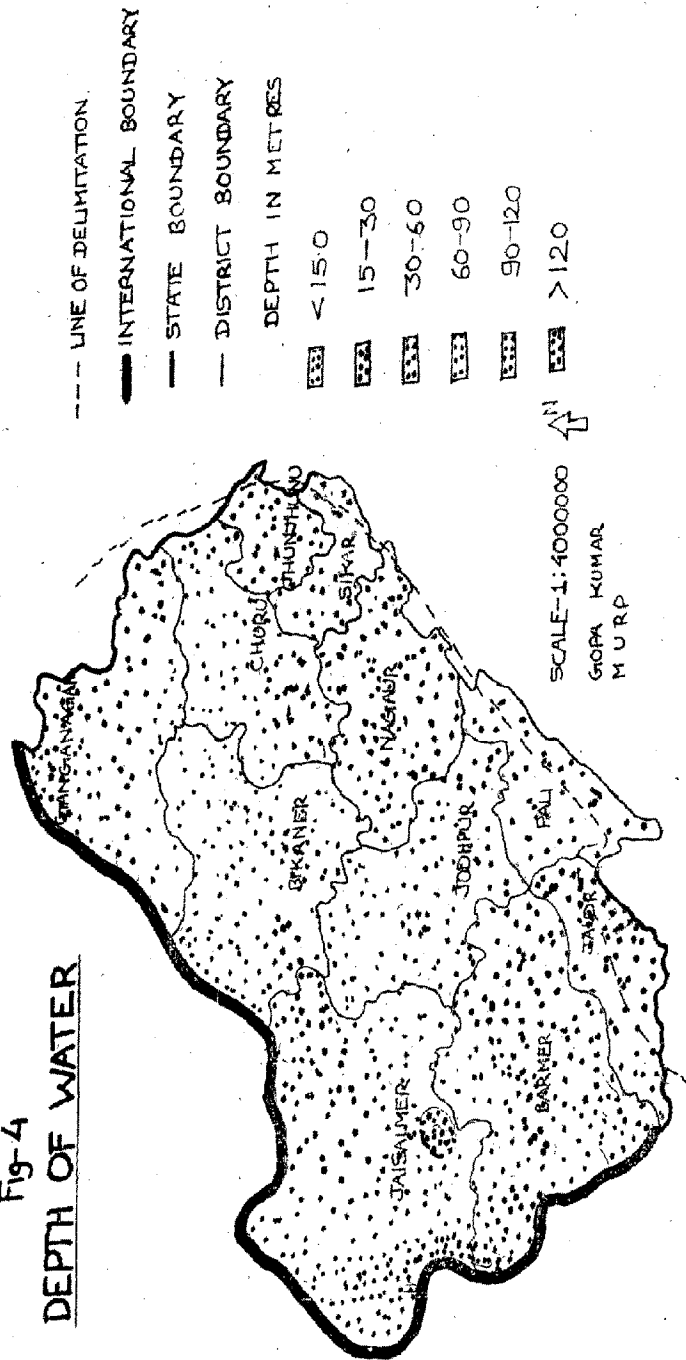 Fig-4
DEPTH OF WATER
GANGANAGAR
CHORU
JHUNJHUNU
SIKAR
BIKANER
NAGAUR
JODHPUR
JAISALMER
PALI
BARMER
JALOR
--- LINE OF DELIMITATION.
INTERNATIONAL BOUNDARY
STATE BOUNDARY
DISTRICT BOUNDARY
DEPTH IN METRES
<15.0
15-30
30-60
60-90
90-120
>120
N
SCALE-1:4000000
GOPA KUMAR
M U R P